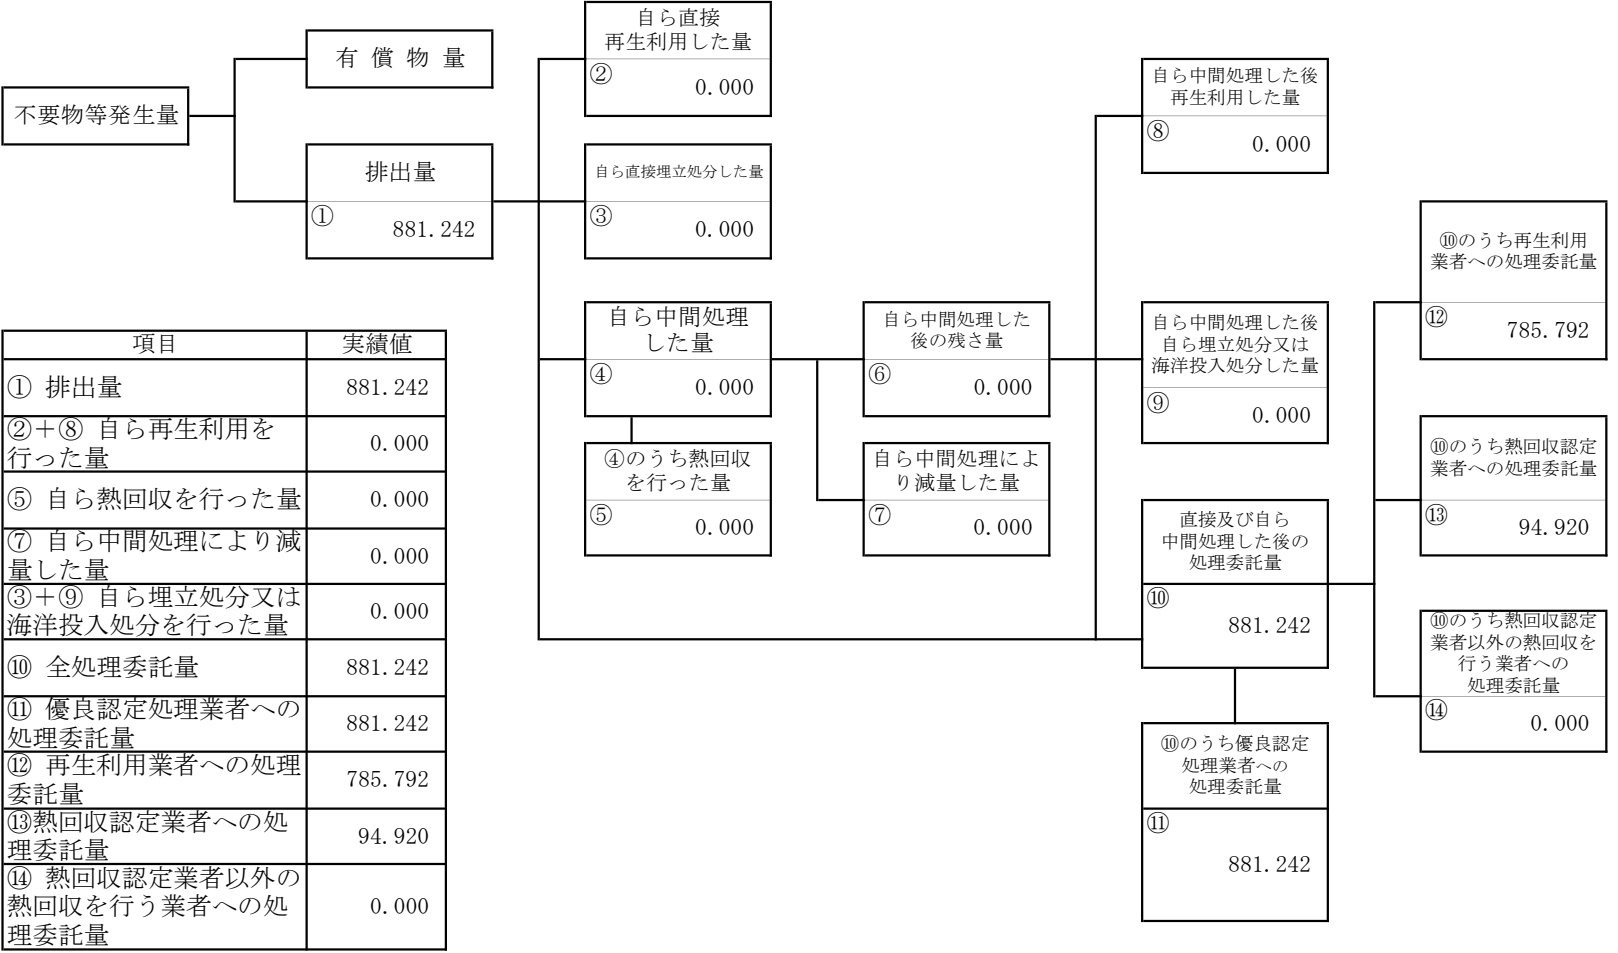 不要物等発生量
有 償 物 量
排出量
①
881.242
自ら直接
再生利用した量
②
0.000
自ら直接埋立処分した量
③
0.000
自ら中間処理
した量
④
0.000
④のうち熱回収
を行った量
⑤
0.000
自ら中間処理した
後の残さ量
⑥
0.000
自ら中間処理によ
り減量した量
⑦
0.000
自ら中間処理した後
再生利用した量
⑧
0.000
自ら中間処理した後
自ら埋立処分又は
海洋投入処分した量
⑨
0.000
直接及び自ら
中間処理した後の
処理委託量
⑩
881.242
⑩のうち優良認定
処理業者への
処理委託量
⑪
881.242
⑩のうち再生利用
業者への処理委託量
⑫
785.792
⑩のうち熱回収認定
業者への処理委託量
⑬
94.920
⑩のうち熱回収認定
業者以外の熱回収を
行う業者への
処理委託量
⑭
0.000
項目 実績値
① 排出量 881.242
②＋⑧ 自ら再生利用を
行った量 0.000
⑤ 自ら熱回収を行った量 0.000
⑦ 自ら中間処理により減
量した量 0.000
③＋⑨ 自ら埋立処分又は
海洋投入処分を行った量 0.000
⑩ 全処理委託量 881.242
⑪ 優良認定処理業者への
処理委託量 881.242
⑫ 再生利用業者への処理
委託量 785.792
⑬熱回収認定業者への処
理委託量 94.920
⑭ 熱回収認定業者以外の
熱回収を行う業者への処 0.000
理委託量